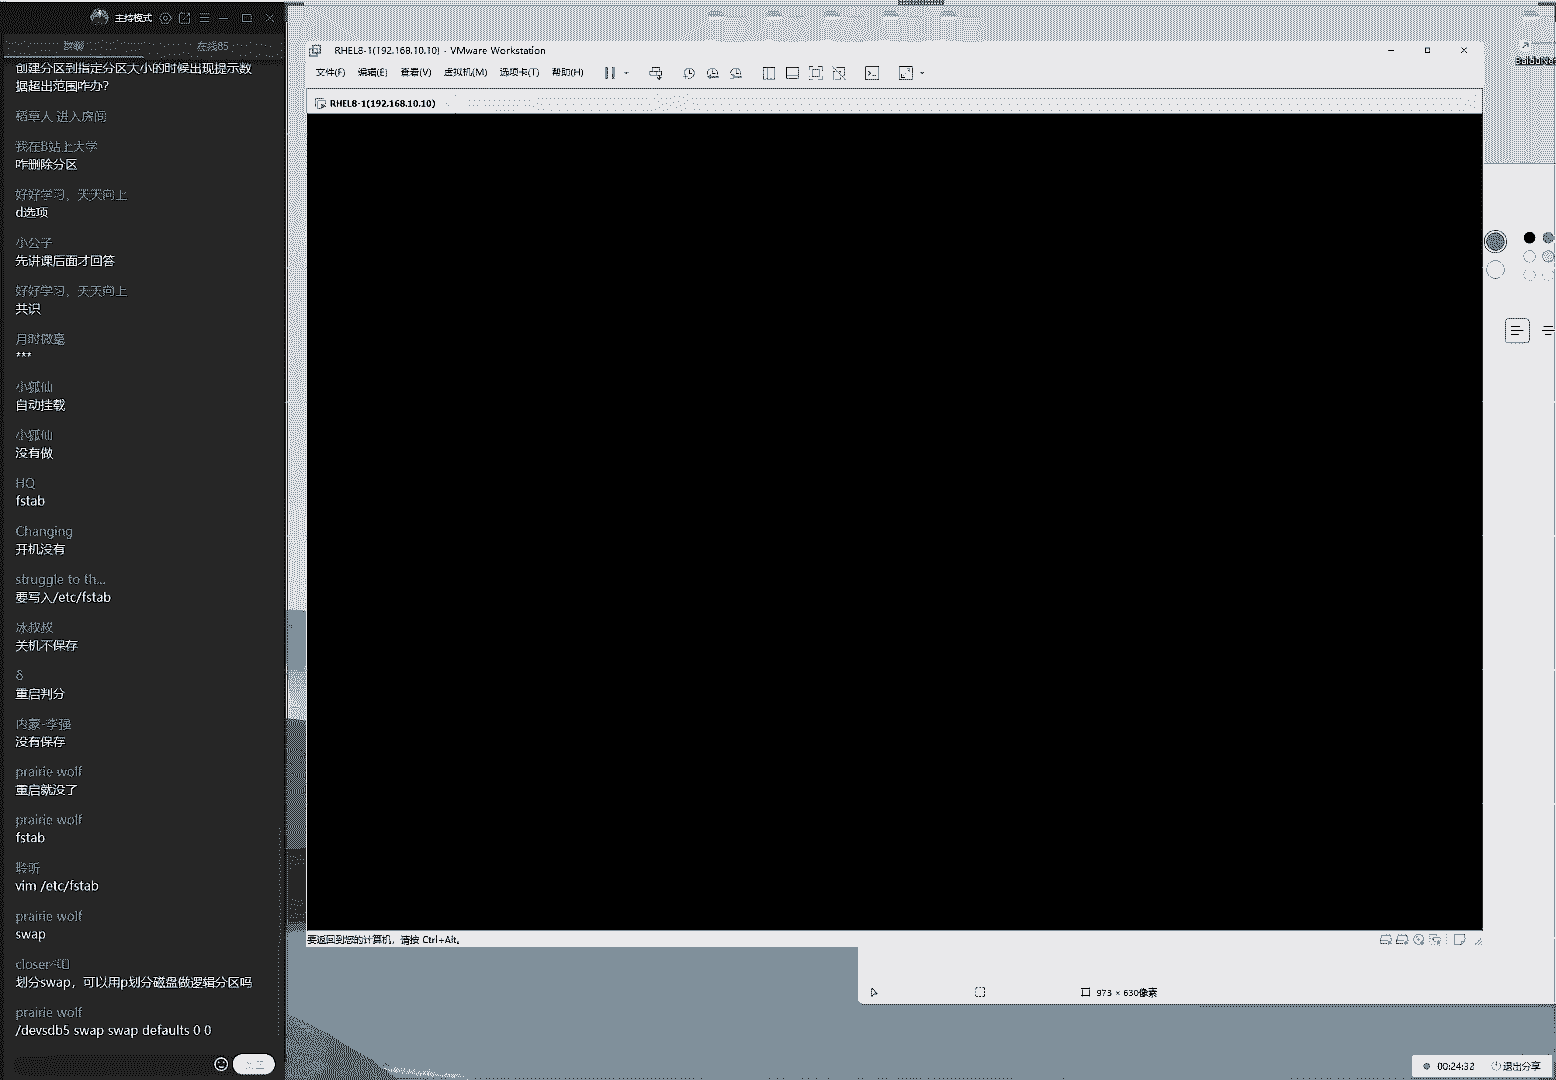 主持模式
在线85
创建分区到指定分区大小的时候出现提示数
据超出范围咋办?
稻草人 进入房间
我在B站上大学
咋删除分区
好好学习，天天向上
d选项
小公子
先讲课后面才回答
好好学习，天天向上
共识
月时微毫
***
小狐仙
自动挂载
小狐仙
没有做
HQ
fstab
Changing
开机没有
struggle to th...
要写入/etc/fstab
冰叔叔
关机不保存
δ
重启判分
内蒙-李强
没有保存
prairie wolf
重启就没了
prairie wolf
fstab
聆听
vim /etc/fstab
prairie wolf
swap
划分swap，可以用p划分磁盘做逻辑分区吗
prairie wolf
/devsdb5 swap swap defaults 0 0
RHEL8-1(192.168.10.10) - VMware Workstation
文件(F) 编辑(E) 查看(V) 虚拟机(M) 选项卡(T) 帮助(H)
RHEL8-1(192.168.10.10)
要返回到您的计算机，请按 Ctrl+Alt。
973 × 630像素
BaiduNe
00:24:32 退出分享